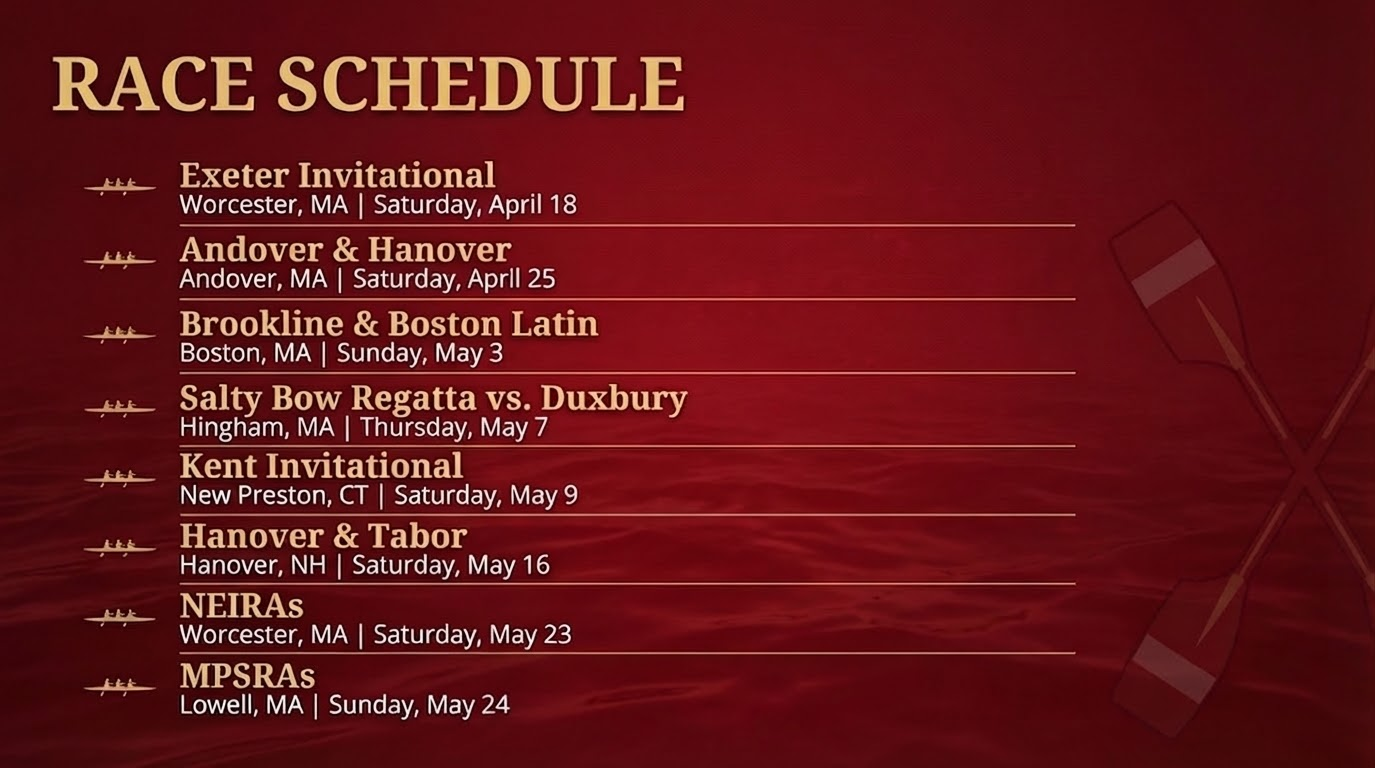 RACE SCHEDULE
Exeter Invitational
Worcester, MA | Saturday, April 18
Andover & Hanover
Andover, MA | Saturday, Aprll 25
Brookline & Boston Latin
Boston, MA | Sunday, May 3
Salty Bow Regatta vs. Duxbury
Hingham, MA | Thursday, May 7
Kent Invitational
New Preston, CT | Saturday, May 9
Hanover & Tabor
Hanover, NH | Saturday, May 16
NEIRAs
Worcester, MA | Saturday, May 23
MPSRAs
Lowell, MA | Sunday, May 24